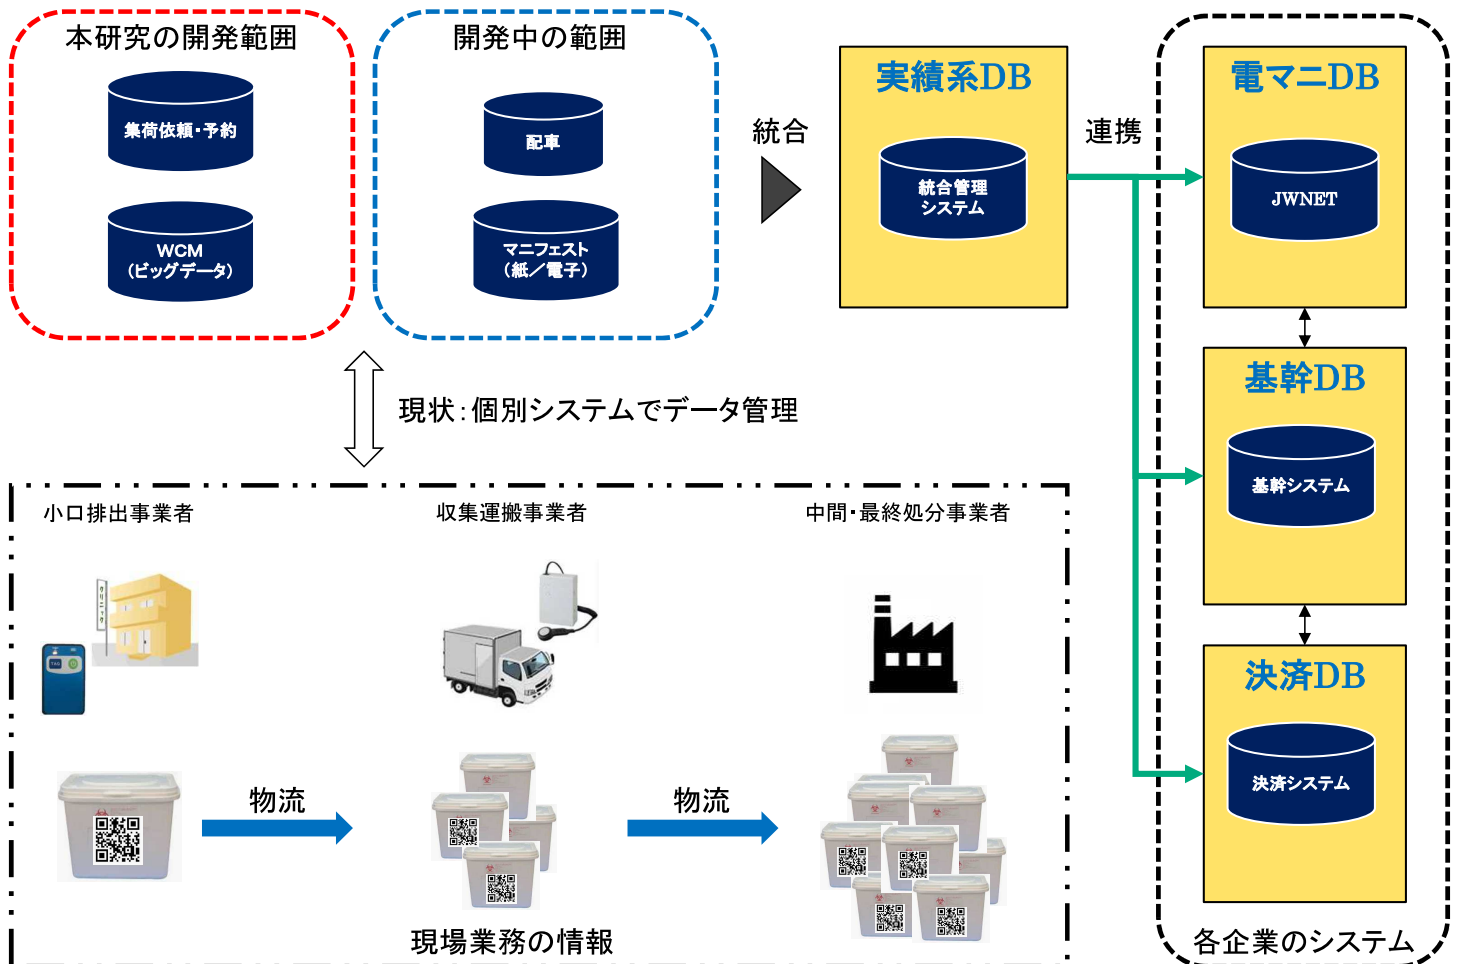 本研究の開発範囲
集荷依頼・予約
WCM
（ビッグデータ）
開発中の範囲
配車
マニフェスト
（紙／電子）
統合
実績系DB
統合管理
システム
連携
電マニDB
JWNET
基幹DB
基幹システム
決済DB
決済システム
各企業のシステム
現状：個別システムでデータ管理
小口排出事業者
収集運搬事業者
中間・最終処分事業者
クリニック
TAG
物流
物流
現場業務の情報